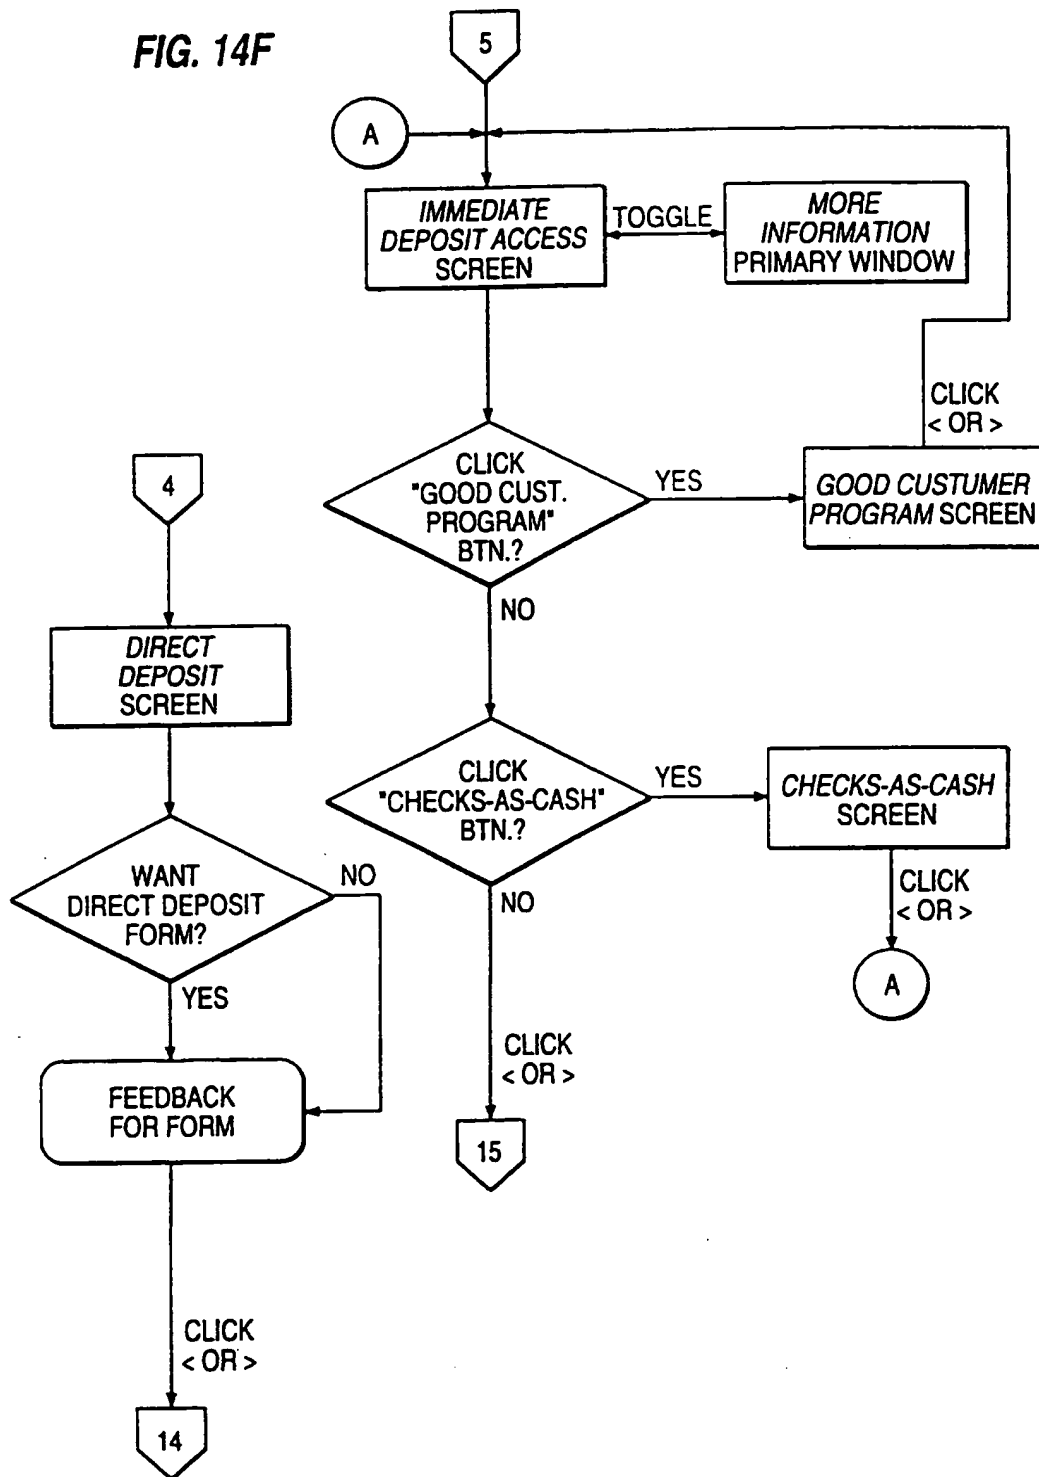 FIG. 14F
5
A
IMMEDIATE
DEPOSIT ACCESS
SCREEN
TOGGLE
MORE
INFORMATION
PRIMARY WINDOW
CLICK
< OR >
CLICK
"GOOD CUST.
PROGRAM"
BTN.?
YES
GOOD CUSTUMER
PROGRAM SCREEN
NO
4
DIRECT
DEPOSIT
SCREEN
CLICK
"CHECKS-AS-CASH"
BTN.?
YES
CHECKS-AS-CASH
SCREEN
NO
CLICK
< OR >
A
WANT
DIRECT DEPOSIT
FORM?
NO
YES
FEEDBACK
FOR FORM
CLICK
< OR >
15
CLICK
< OR >
14